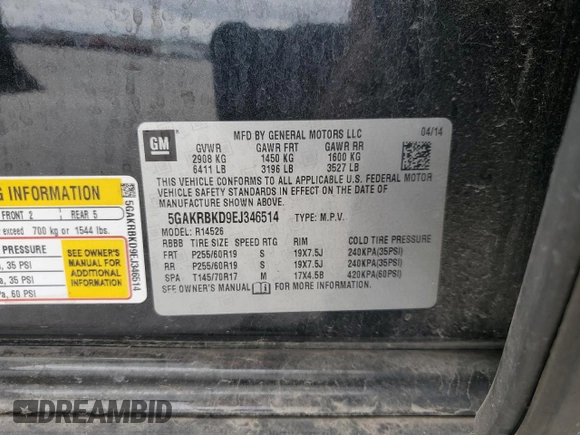 GM
MFD BY GENERAL MOTORS LLC 04/14
GVWR GAWR FRT GAWR RR
2908 KG 1450 KG 1600 KG
6411 LB 3196 LB 3527 LB
THIS VEHICLE CONFORMS TO ALL APPLICABLE U.S. FEDERAL MOTOR
VEHICLE SAFETY STANDARDS IN EFFECT ON THE DATE OF
MANUFACTURE SHOWN ABOVE.
5GAKRBKD9EJ346514 TYPE: M.P.V.
MODEL: R14526
RBBB TIRE SIZE SPEED RTG RIM COLD TIRE PRESSURE
FRT P255/60R19 S 19X7.5J 240KPA(35PSI)
RR P255/60R19 S 19X7.5J 240KPA(35PSI)
SPA T145/70R17 M 17X4.5B 420KPA(60PSI)
SEE OWNER'S MANUAL i FOR MORE INFORMATION.
G INFORMATION
FRONT 2 REAR 5
exceed 700 kg or 1544 lbs.
PRESSURE
, 35 PSI
a, 35 PSI
Pa, 60 PSI
SEE OWNER'S
MANUAL FOR
ADDITIONAL
INFORMATION
5GAKRBKD9EJ346514
DREAMBID